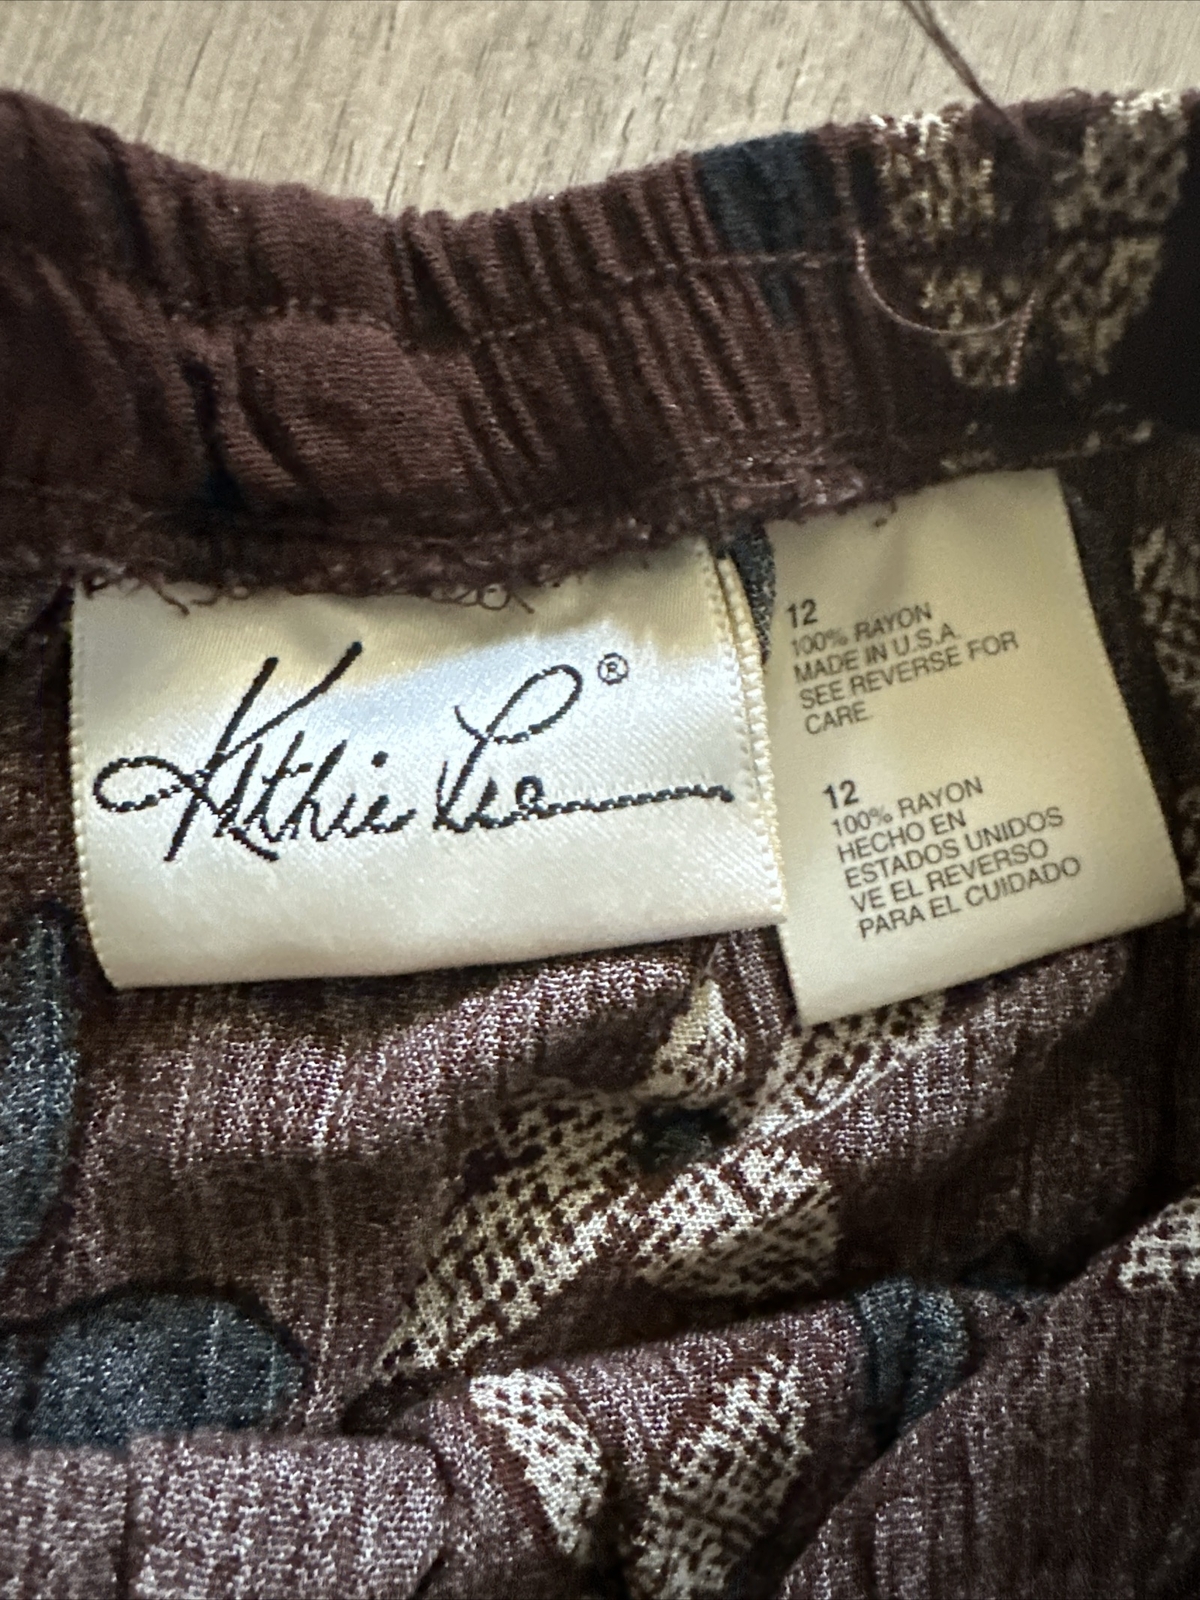 Kathie Lee®
12
100% RAYON
MADE IN U.S.A.
SEE REVERSE FOR
CARE.
12
100% RAYON
HECHO EN
ESTADOS UNIDOS
VE EL REVERSO
PARA EL CUIDADO